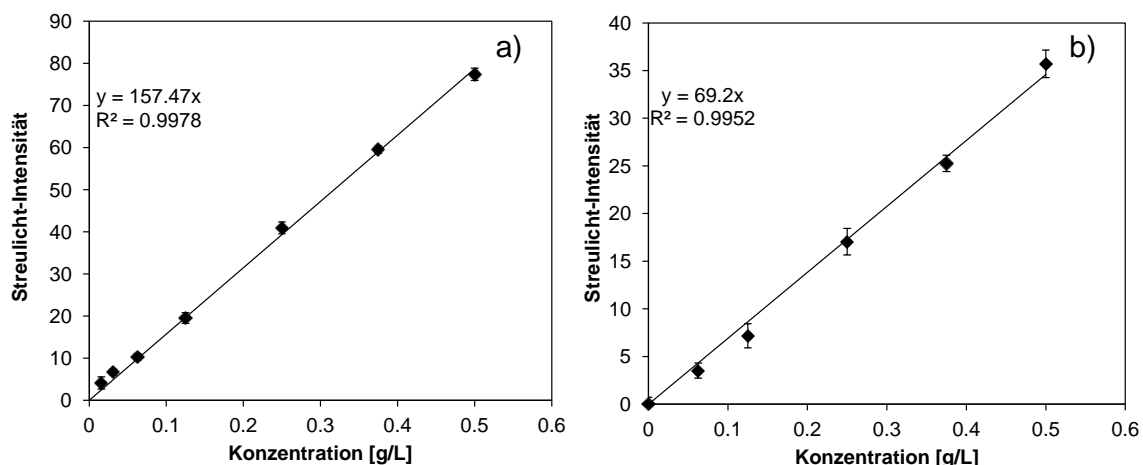 a)
y = 157.47x
R² = 0.9978
Streulicht-Intensität
90
80
70
60
50
40
30
20
10
0
0 0.1 0.2 0.3 0.4 0.5 0.6
Konzentration [g/L]
b)
y = 69.2x
R² = 0.9952
Streulicht-Intensität
40
35
30
25
20
15
10
5
0
0 0.1 0.2 0.3 0.4 0.5 0.6
Konzentration [g/L]